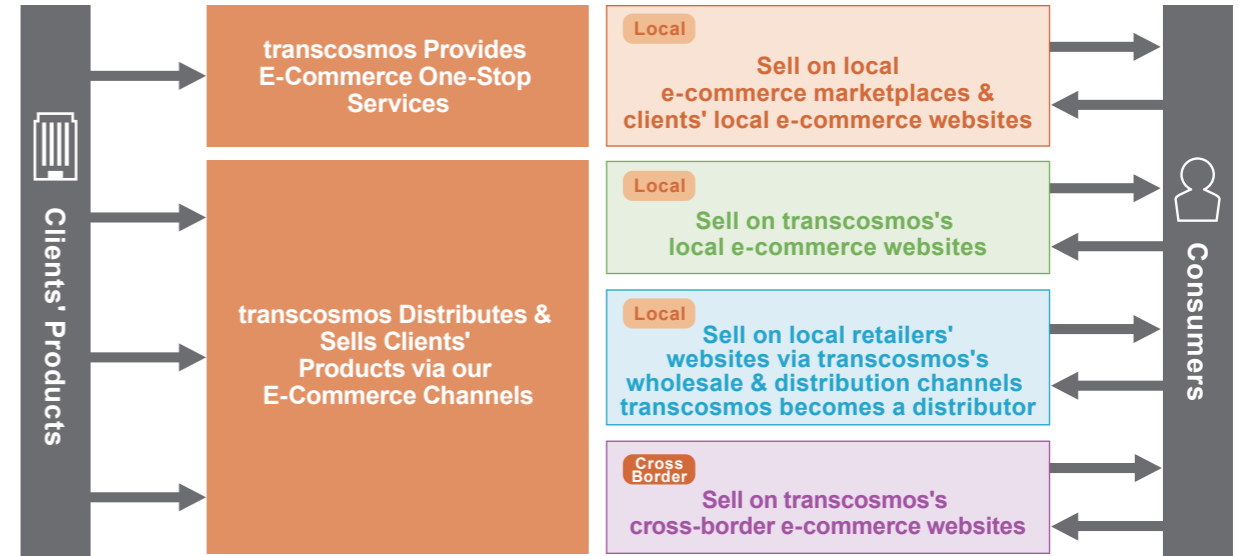 Clients' Products
transcosmos Provides
E-Commerce One-Stop
Services
transcosmos Distributes &
Sells Clients'
Products via our
E-Commerce Channels
Local
Sell on local
e-commerce marketplaces &
clients' local e-commerce websites
Local
Sell on transcosmos's
local e-commerce websites
Local
Sell on local retailers'
websites via transcosmos's
wholesale & distribution channels
transcosmos becomes a distributor
Cross
Border
Sell on transcosmos's
cross-border e-commerce websites
Consumers